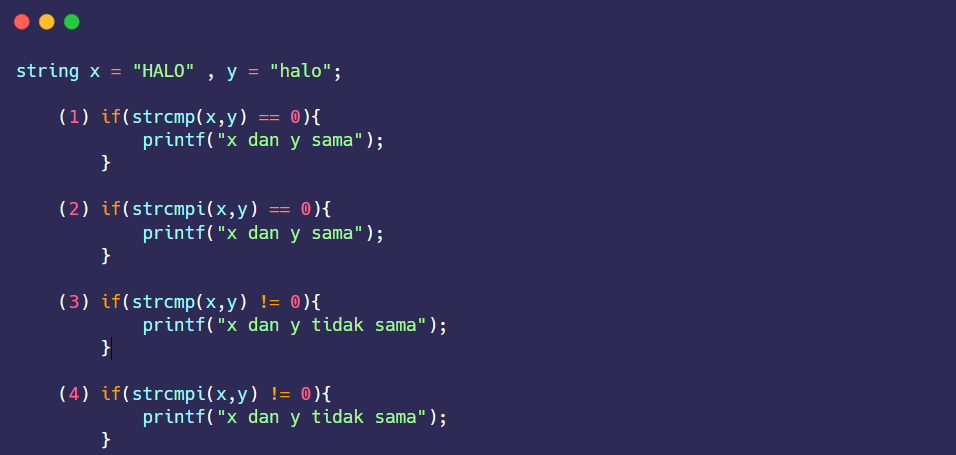 string x = "HALO" , y = "halo";
(1) if(strcmp(x,y) == 0){
printf("x dan y sama");
}
(2) if(strcmpi(x,y) == 0){
printf("x dan y sama");
}
(3) if(strcmp(x,y) != 0){
printf("x dan y tidak sama");
}
(4) if(strcmpi(x,y) != 0){
printf("x dan y tidak sama");
}